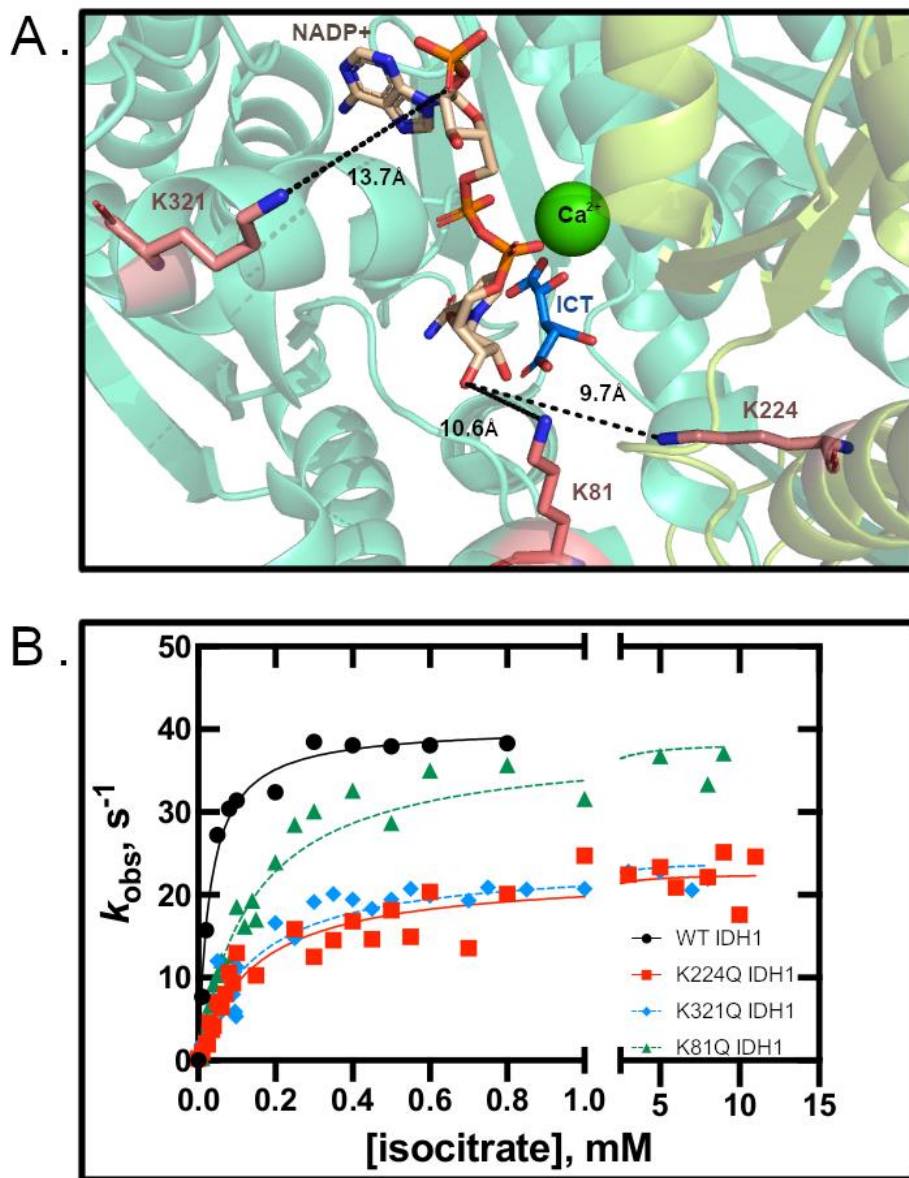 A.
NADP+
K321
13.7Å
Ca²⁺
ICT
9.7Å
K224
10.6Å
K81
B.
50
40
30
20
10
0
k_obs, s⁻¹
WT IDH1
K224Q IDH1
K321Q IDH1
K81Q IDH1
0.0 0.2 0.4 0.6 0.8 1.0 5 10 15
[isocitrate], mM